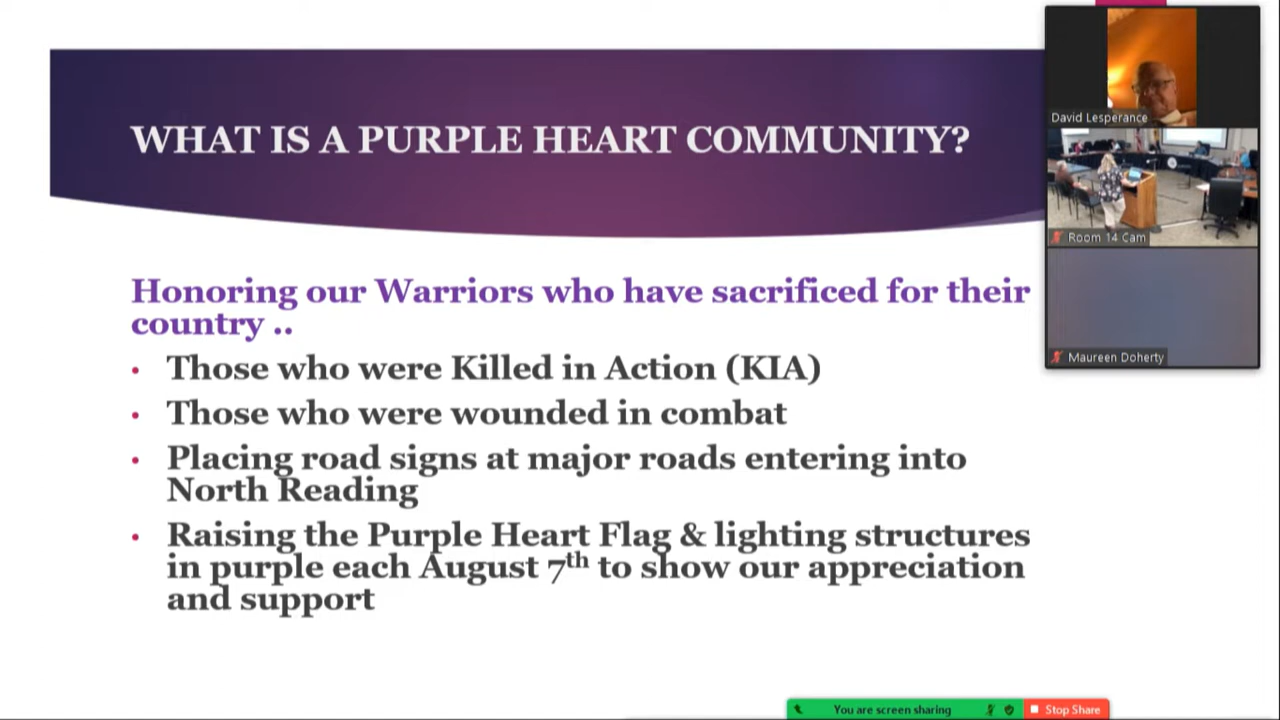 WHAT IS A PURPLE HEART COMMUNITY?
Honoring our Warriors who have sacrificed for their
country ..
• Those who were Killed in Action (KIA)
• Those who were wounded in combat
• Placing road signs at major roads entering into
North Reading
• Raising the Purple Heart Flag & lighting structures
in purple each August 7th to show our appreciation
and support
David Lesperance
Room 14 Cam
Maureen Doherty
You are screen sharing
Stop Share